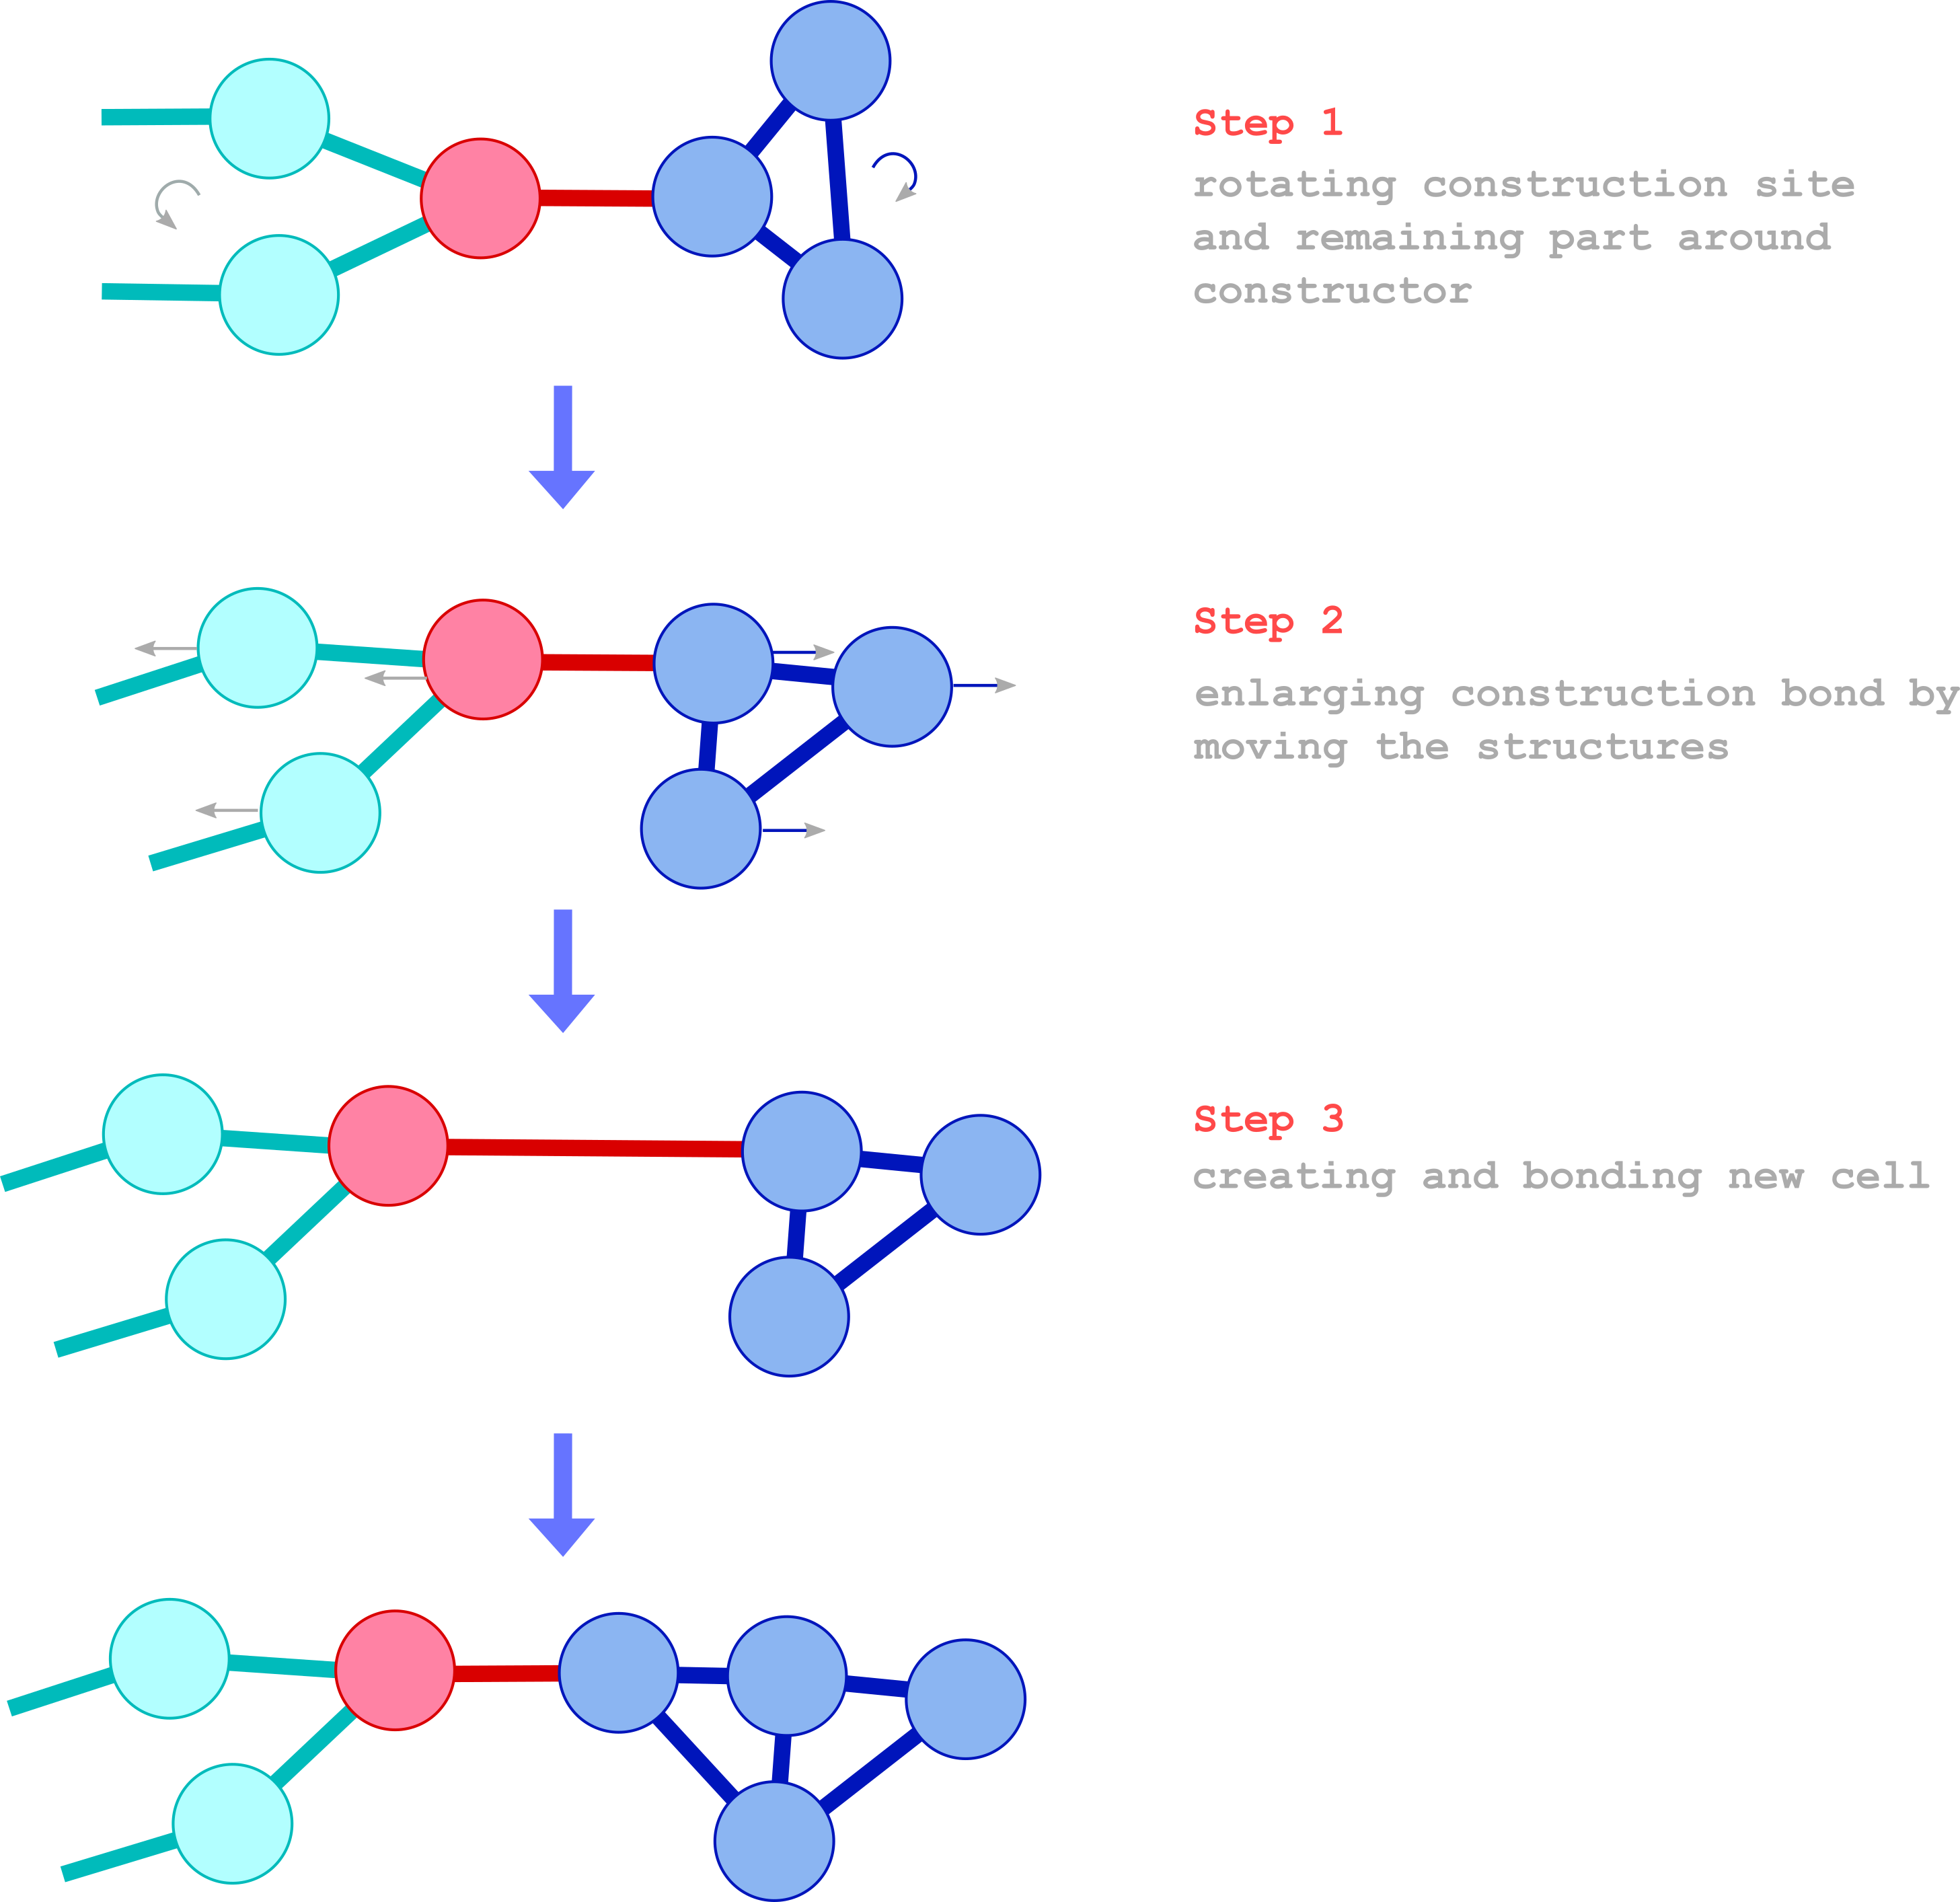 Step 1
rotating construction site
and remaining part around
constructor
Step 2
enlarging construction bond by
moving the structures
Step 3
creating and bonding new cell